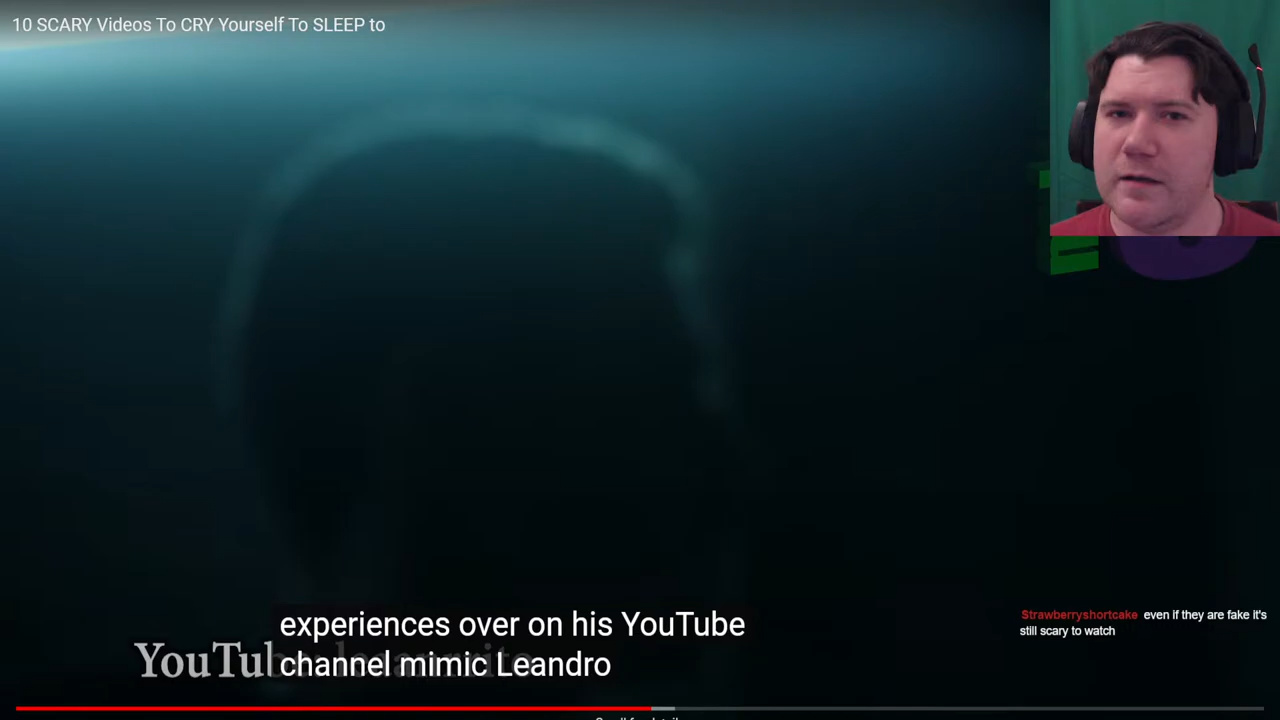 10 SCARY Videos To CRY Yourself To SLEEP to
experiences over on his YouTube
channel mimic Leandro
Strawberryshortcake even if they are fake it's
still scary to watch